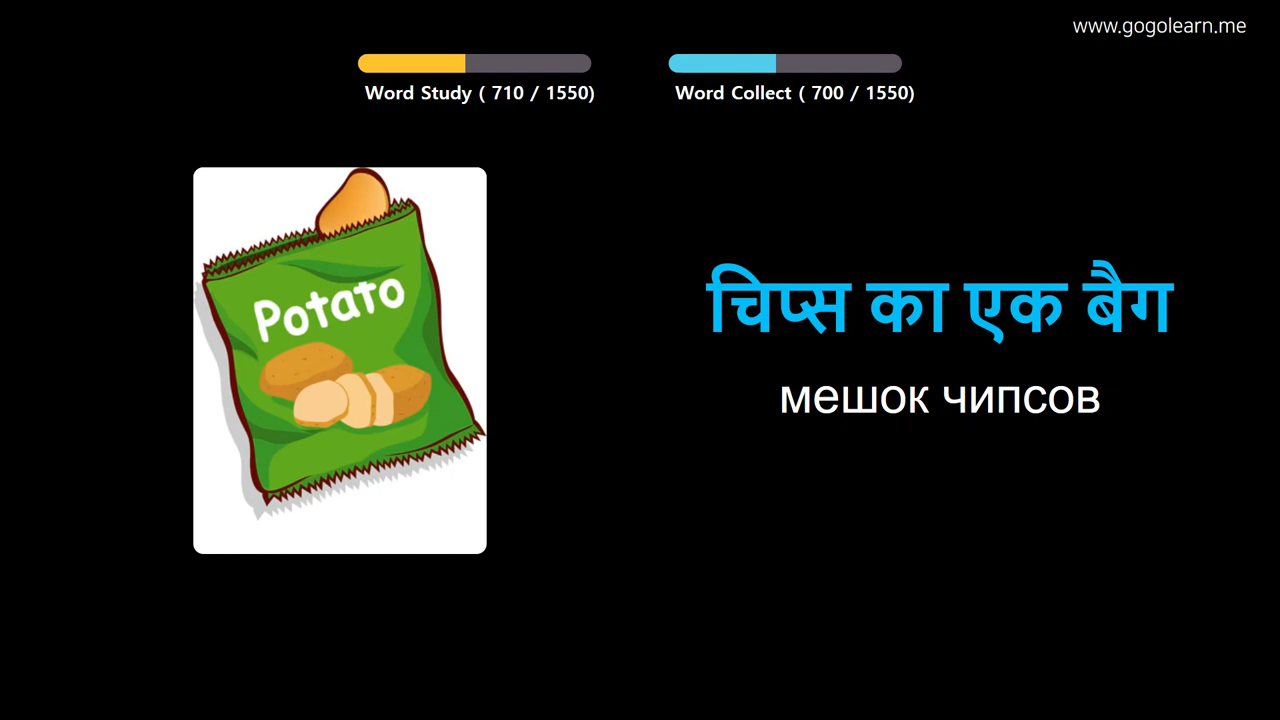 www.gogolearn.me
Word Study ( 710 / 1550)
Word Collect ( 700 / 1550)
Potato
चिप्स का एक बैग
мешок чипсов